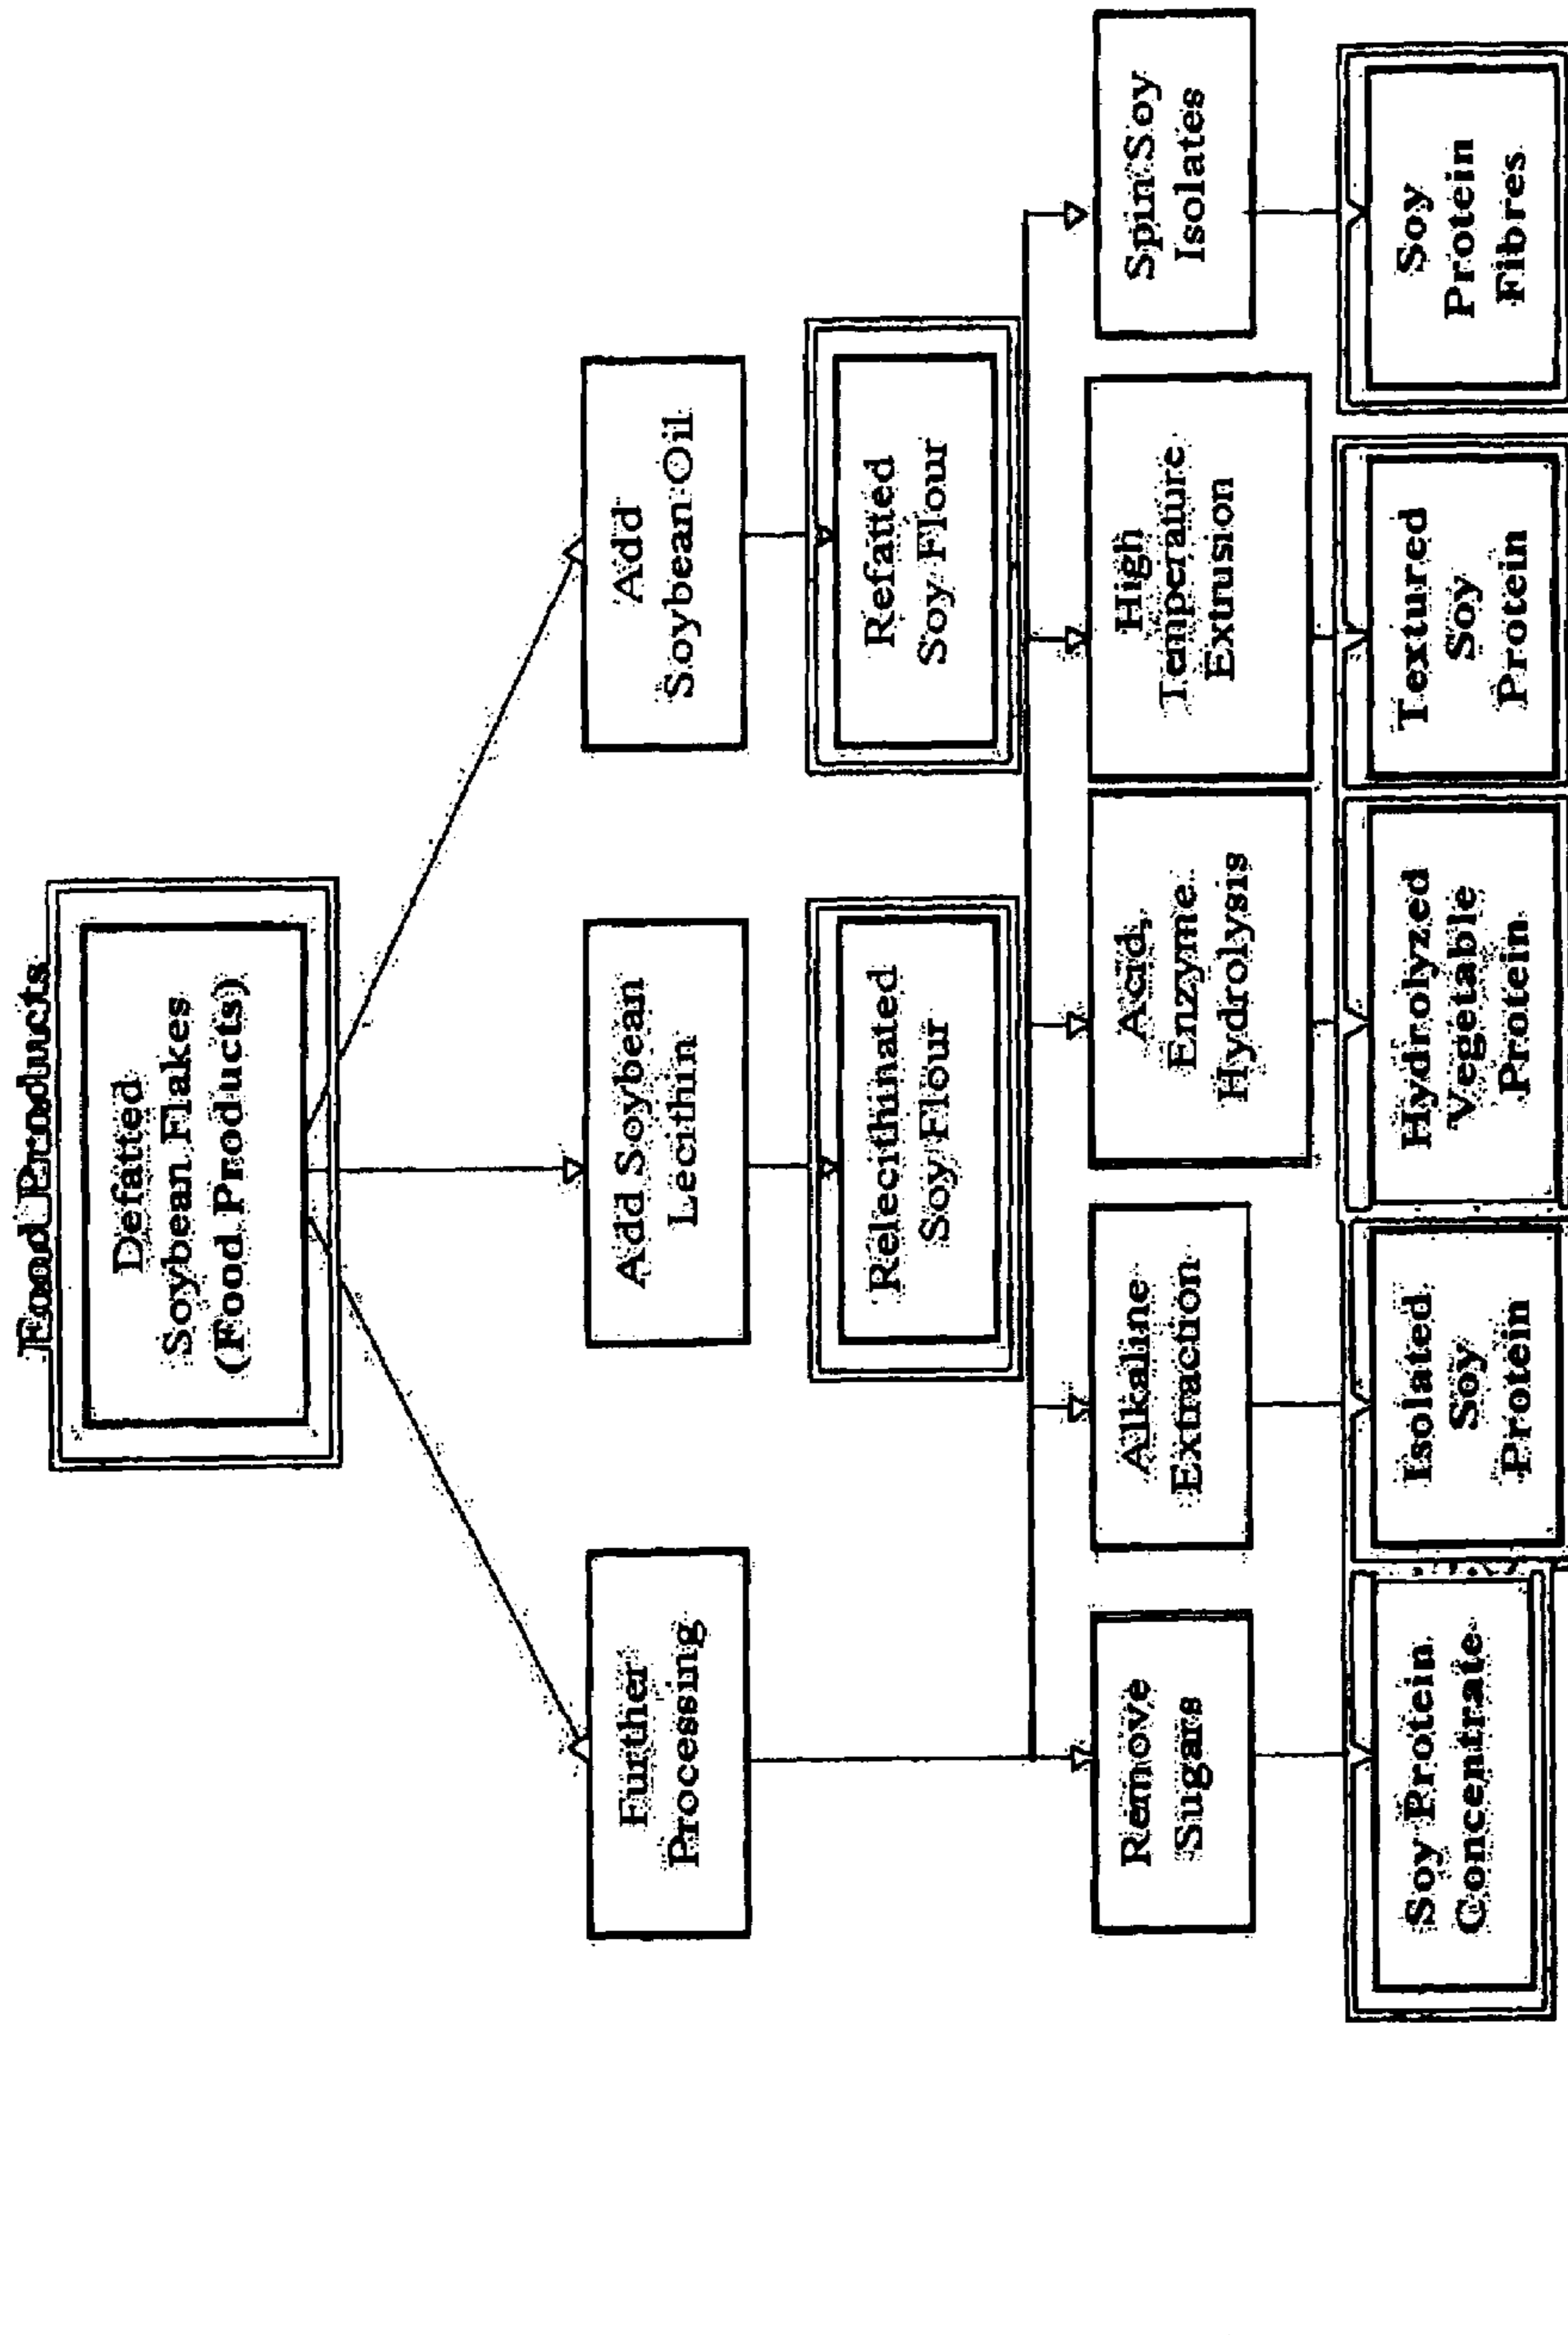 Food Products
Defatted
Soybean Flakes
(Food Products)
Further
Processing
Add Soybean
Lecithin
Add
Soybean Oil
Relecithinated
Soy Flour
Refatted
Soy Flour
Remove
Sugars
Alkaline
Extraction
Acid,
Enzyme
Hydrolysis
High
Temperature
Extrusion
Spin Soy
Isolates
Soy Protein
Concentrate
Isolated
Soy
Protein
Hydrolyzed
Vegetable
Protein
Textured
Soy
Protein
Soy
Protein
Fibres